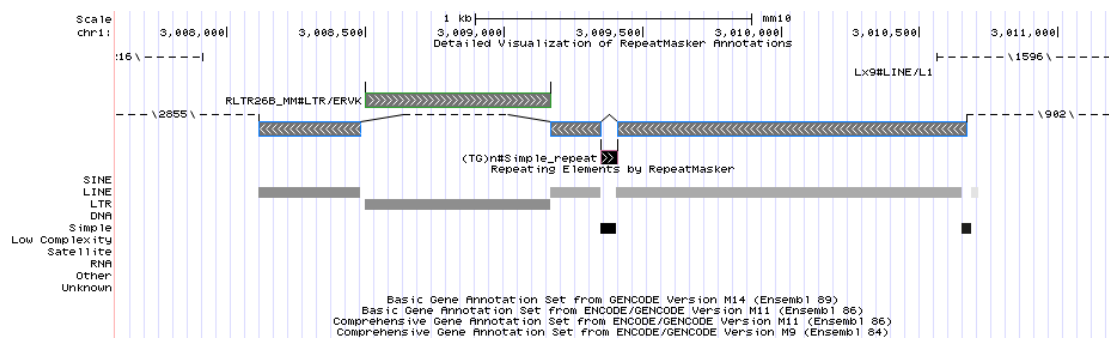 Scale 1 kb mm10
chr1: 3,008,000 3,008,500 3,009,000 3,009,500 3,010,000 3,010,500 3,011,000
Detailed Visualization of RepeatMasker Annotations
:16 1596
Lx9#LINE/L1
RLTR26B_MM#LTR/ERVK
2855 902
(TG)n#Simple_repeat
Repeating Elements by RepeatMasker
SINE
LINE
LTR
DNA
Simple
Low Complexity
Satellite
RNA
Other
Unknown
Basic Gene Annotation Set from GENCODE Version M14 (Ensembl 89)
Basic Gene Annotation Set from ENCODE/GENCODE Version M11 (Ensembl 86)
Comprehensive Gene Annotation Set from ENCODE/GENCODE Version M11 (Ensembl 86)
Comprehensive Gene Annotation Set from ENCODE/GENCODE Version M9 (Ensembl 84)